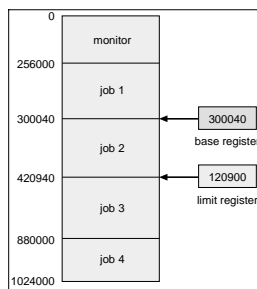 0
monitor
256000
job 1
300040
300040
base register
job 2
420940
120900
limit register
job 3
880000
job 4
1024000